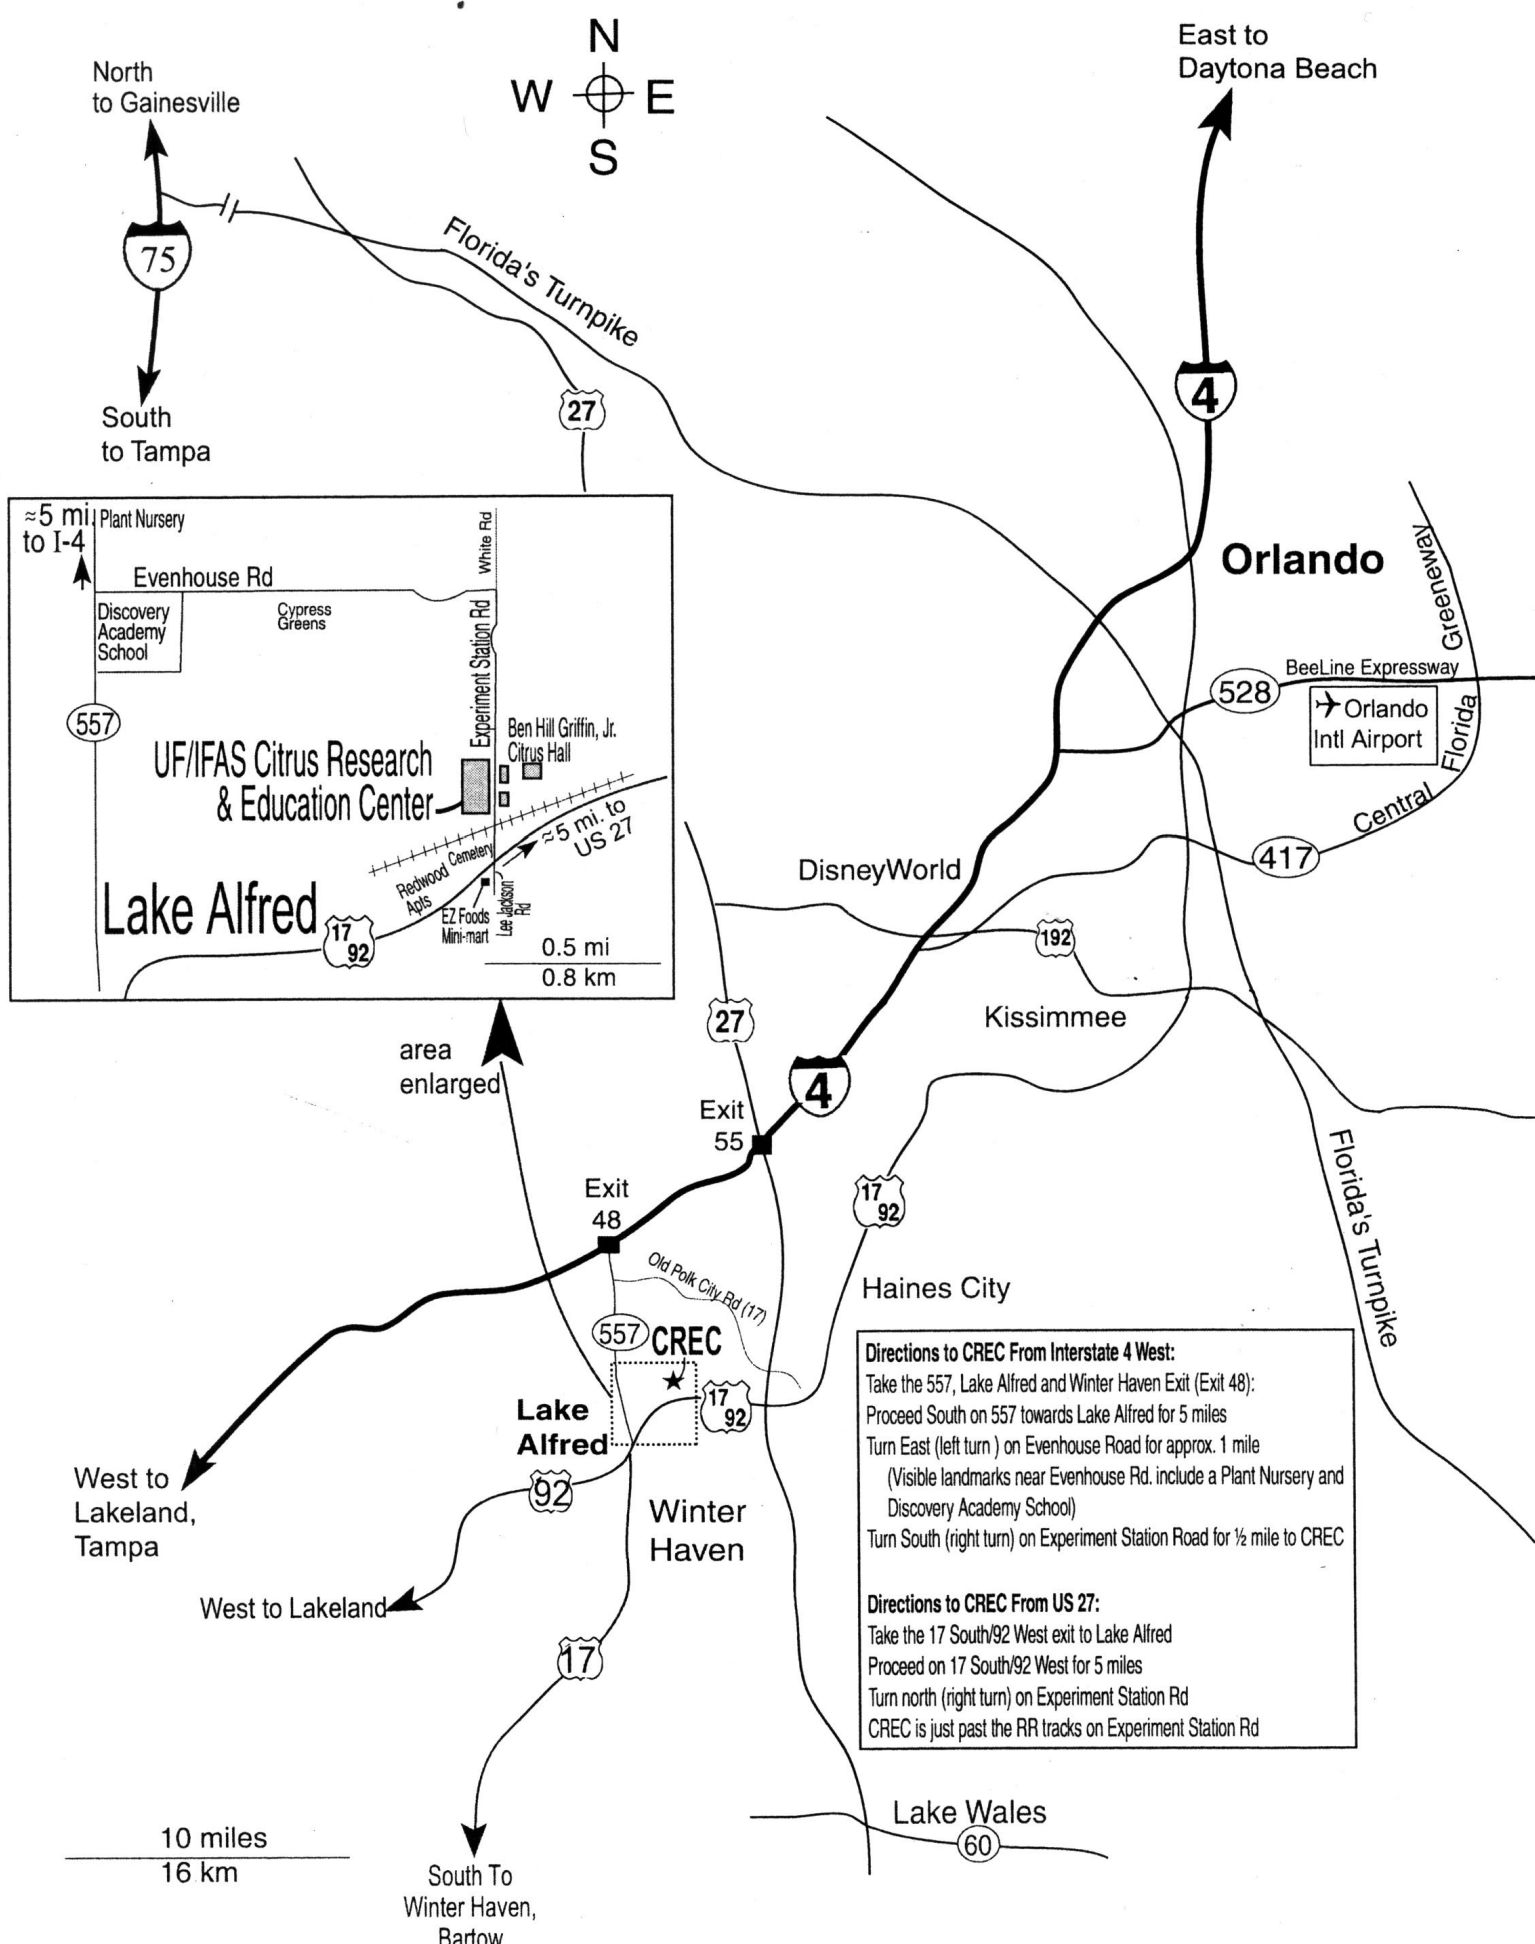 N
W E
S
East to
Daytona Beach
North
to Gainesville
75
Florida's Turnpike
South
to Tampa
27
4
Orlando
Greeneway
BeeLine Expressway
528
Orlando
Intl Airport
Florida
Central
417
≈5 mi.
to I-4
Plant Nursery
White Rd
Evenhouse Rd
Discovery
Academy
School
Cypress
Greens
Experiment Station Rd
557
Ben Hill Griffin, Jr.
Citrus Hall
UF/IFAS Citrus Research
& Education Center
≈5 mi. to
US 27
Cemetery
Redwood
Apts
Lake Alfred
EZ Foods
Mini-mart
Lee Jackson
Rd
17
92
0.5 mi
0.8 km
DisneyWorld
192
Kissimmee
27
area
enlarged
4
Exit
55
Exit
48
17
92
Old Polk City Rd (17)
Haines City
Florida's Turnpike
557
CREC
17
92
Lake
Alfred
92
Winter
Haven
West to
Lakeland,
Tampa
West to Lakeland
17
Directions to CREC From Interstate 4 West:
Take the 557, Lake Alfred and Winter Haven Exit (Exit 48):
Proceed South on 557 towards Lake Alfred for 5 miles
Turn East (left turn ) on Evenhouse Road for approx. 1 mile
(Visible landmarks near Evenhouse Rd. include a Plant Nursery and
Discovery Academy School)
Turn South (right turn) on Experiment Station Road for ½ mile to CREC
Directions to CREC From US 27:
Take the 17 South/92 West exit to Lake Alfred
Proceed on 17 South/92 West for 5 miles
Turn north (right turn) on Experiment Station Rd
CREC is just past the RR tracks on Experiment Station Rd
Lake Wales
60
10 miles
16 km
South To
Winter Haven,
Bartow